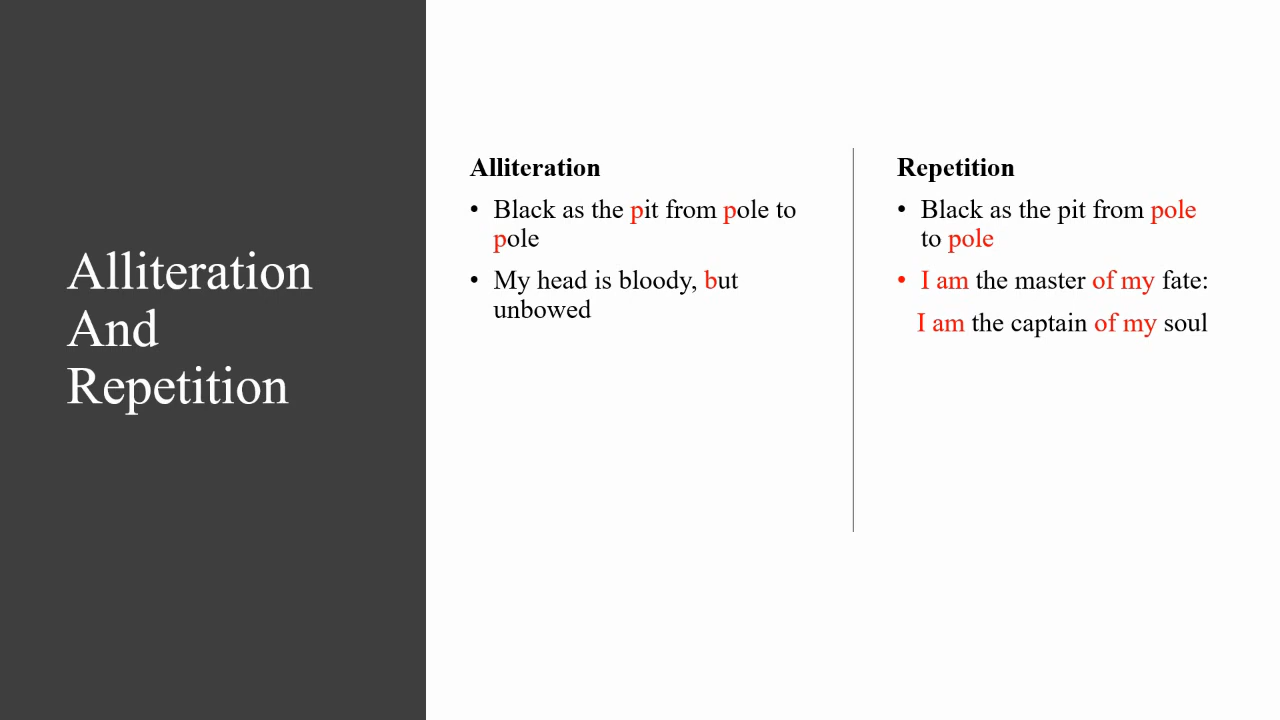 Alliteration
And
Repetition
Alliteration
• Black as the pit from pole to
pole
• My head is bloody, but
unbowed
Repetition
• Black as the pit from pole
to pole
• I am the master of my fate:
I am the captain of my soul